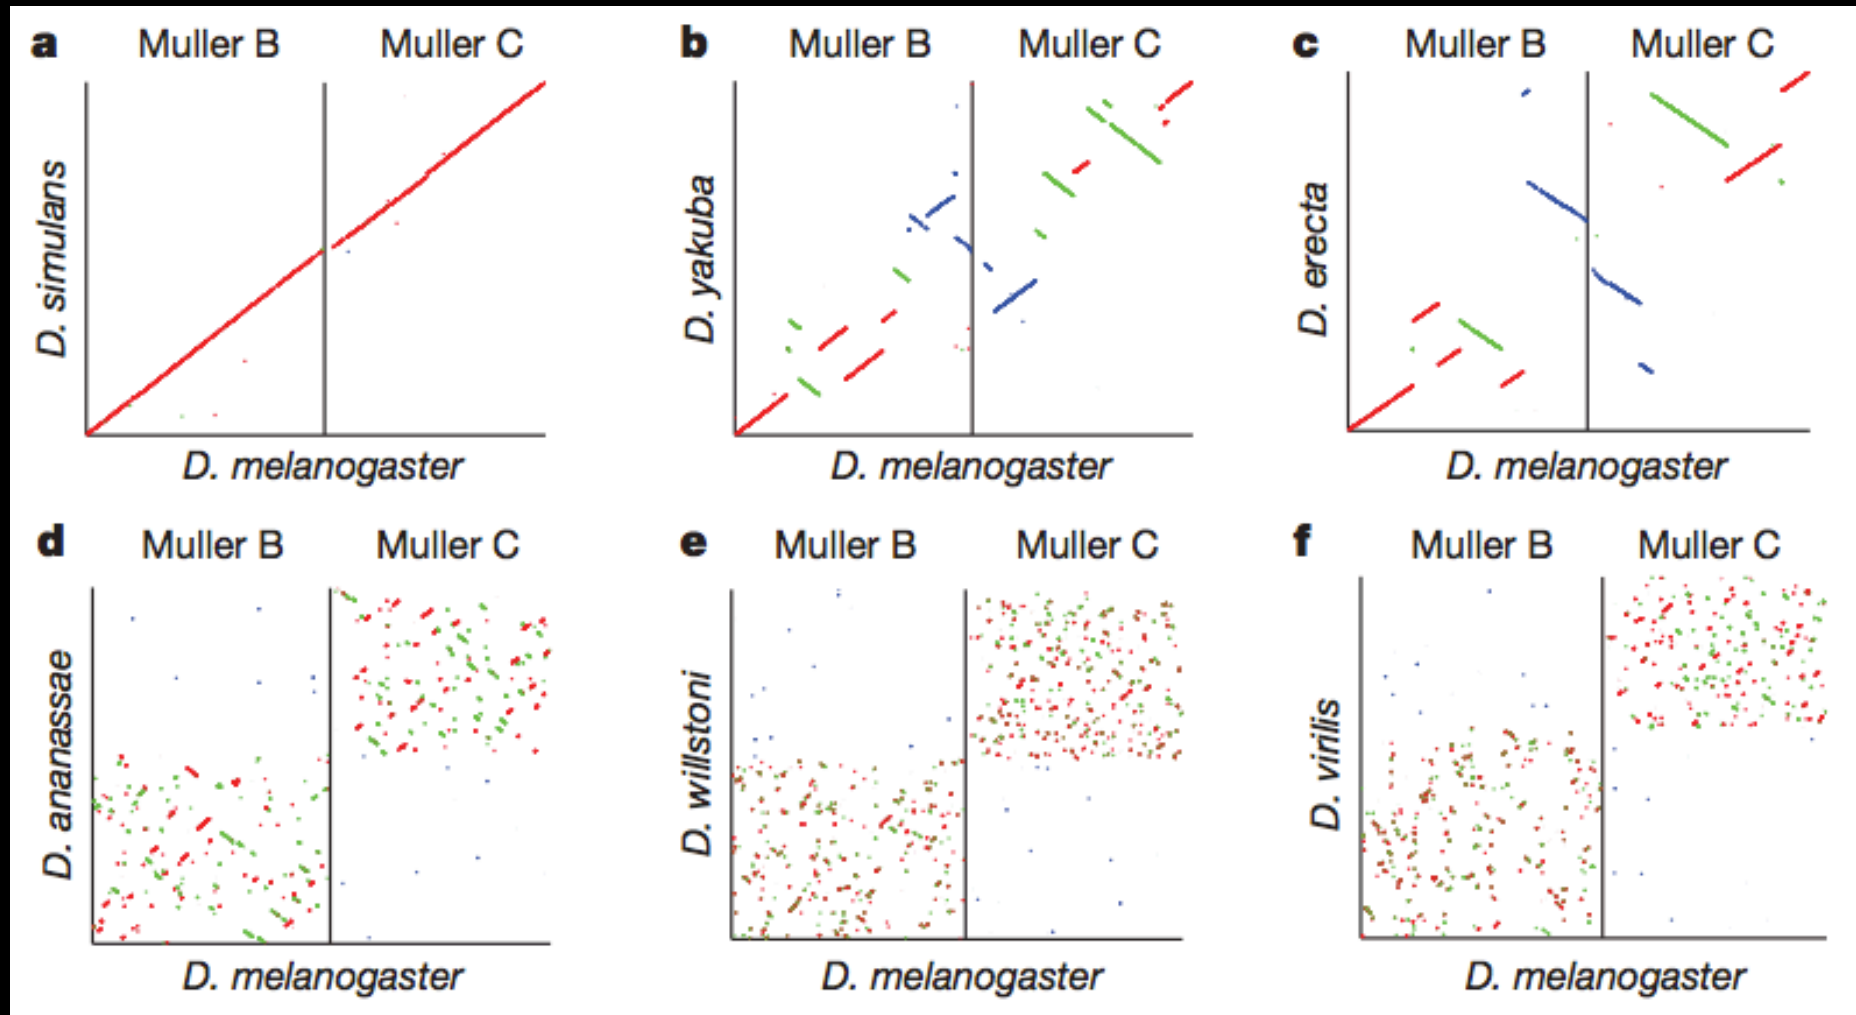 a Muller B Muller C
D. simulans
D. melanogaster
b Muller B Muller C
D. yakuba
D. melanogaster
c Muller B Muller C
D. erecta
D. melanogaster
d Muller B Muller C
D. ananassae
D. melanogaster
e Muller B Muller C
D. willstoni
D. melanogaster
f Muller B Muller C
D. virilis
D. melanogaster